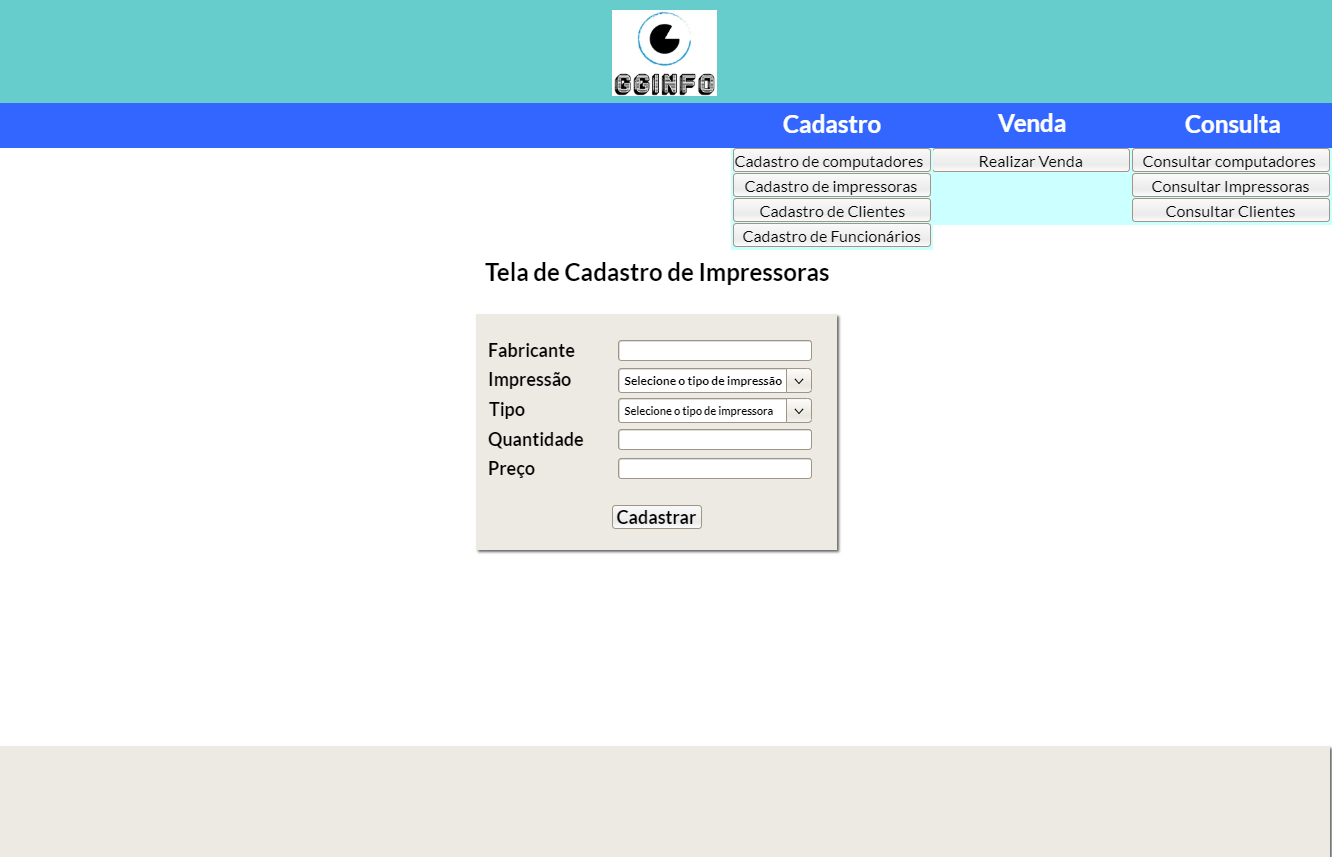 GGINFO
Cadastro Venda Consulta
Cadastro de computadores Realizar Venda Consultar computadores
Cadastro de impressoras Consultar Impressoras
Cadastro de Clientes Consultar Clientes
Cadastro de Funcionários
Tela de Cadastro de Impressoras
Fabricante
Impressão Selecione o tipo de impressão
Tipo Selecione o tipo de impressora
Quantidade
Preço
Cadastrar